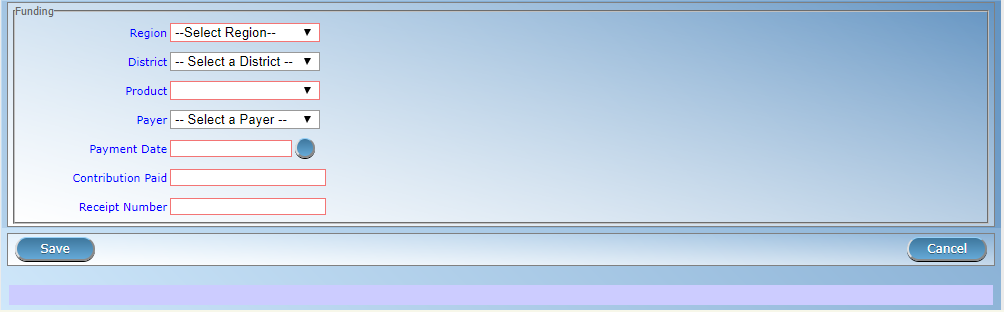 Funding
Region --Select Region--
District -- Select a District --
Product
Payer -- Select a Payer --
Payment Date
Contribution Paid
Receipt Number
Save Cancel